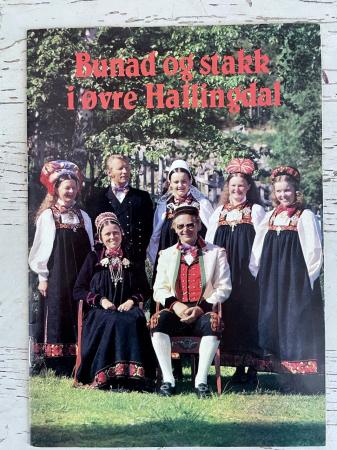 Bunad og stakk
i øvre Hallingdal